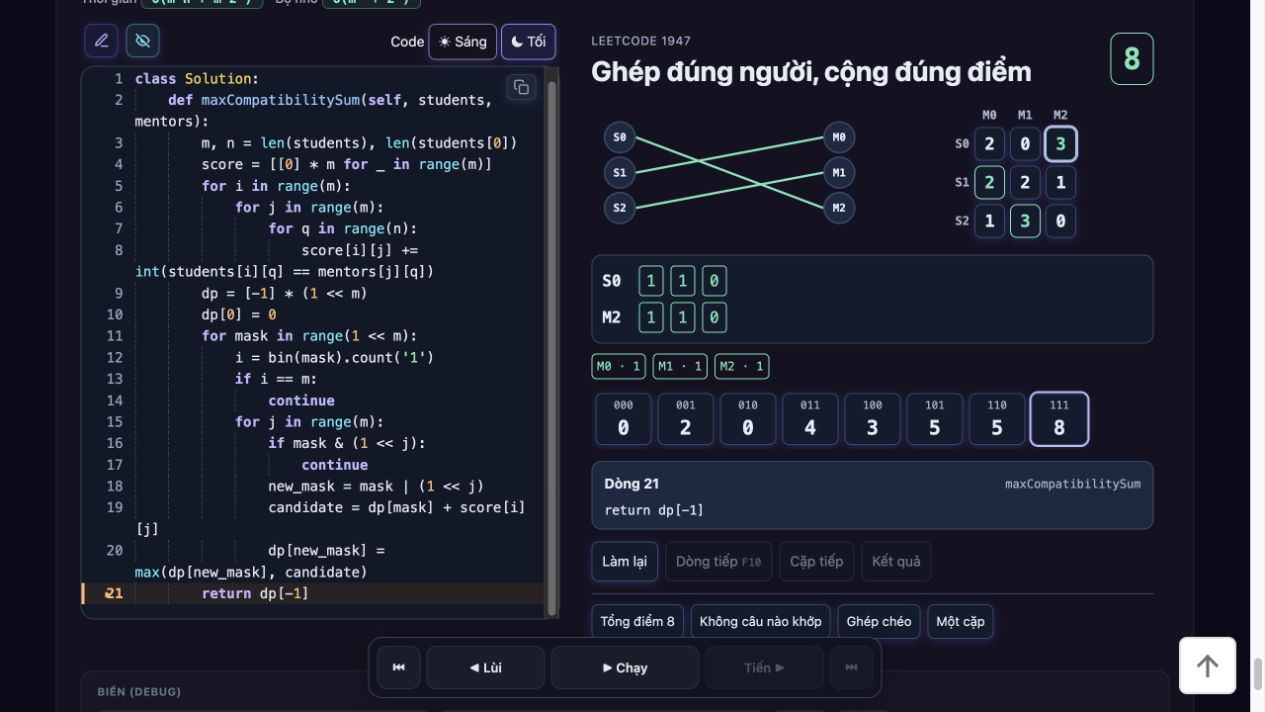 Code ☀ Sáng Tối
1 class Solution:
2 def maxCompatibilitySum(self, students,
mentors):
3 m, n = len(students), len(students[0])
4 score = [[0] * m for _ in range(m)]
5 for i in range(m):
6 for j in range(m):
7 for q in range(n):
8 score[i][j] +=
int(students[i][q] == mentors[j][q])
9 dp = [-1] * (1 << m)
10 dp[0] = 0
11 for mask in range(1 << m):
12 i = bin(mask).count('1')
13 if i == m:
14 continue
15 for j in range(m):
16 if mask & (1 << j):
17 continue
18 new_mask = mask | (1 << j)
19 candidate = dp[mask] + score[i]
[j]
20 dp[new_mask] =
max(dp[new_mask], candidate)
21 return dp[-1]
LEETCODE 1947
Ghép đúng người, cộng đúng điểm
8
S0 M0
S1 M1
S2 M2
M0 M1 M2
S0 2 0 3
S1 2 2 1
S2 1 3 0
S0 1 1 0
M2 1 1 0
M0 · 1 M1 · 1 M2 · 1
000 001 010 011 100 101 110 111
0 2 0 4 3 5 5 8
Dòng 21 maxCompatibilitySum
return dp[-1]
Làm lại Dòng tiếp F10 Cặp tiếp Kết quả
Tổng điểm 8 Không câu nào khớp Ghép chéo Một cặp
⏮ ◀ Lùi ▶ Chạy Tiến ▶ ⏭
BIẾN (DEBUG)